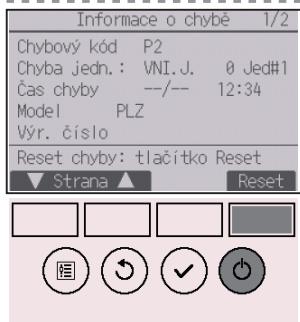 Informace o chybě 1/2
Chybový kód P2
Chyba jedn.: VNI.J. 0 Jed#1
Čas chyby --/-- 12:34
Model PLZ
Výr. číslo
Reset chyby: tlačítko Reset
▼ Strana ▲ Reset